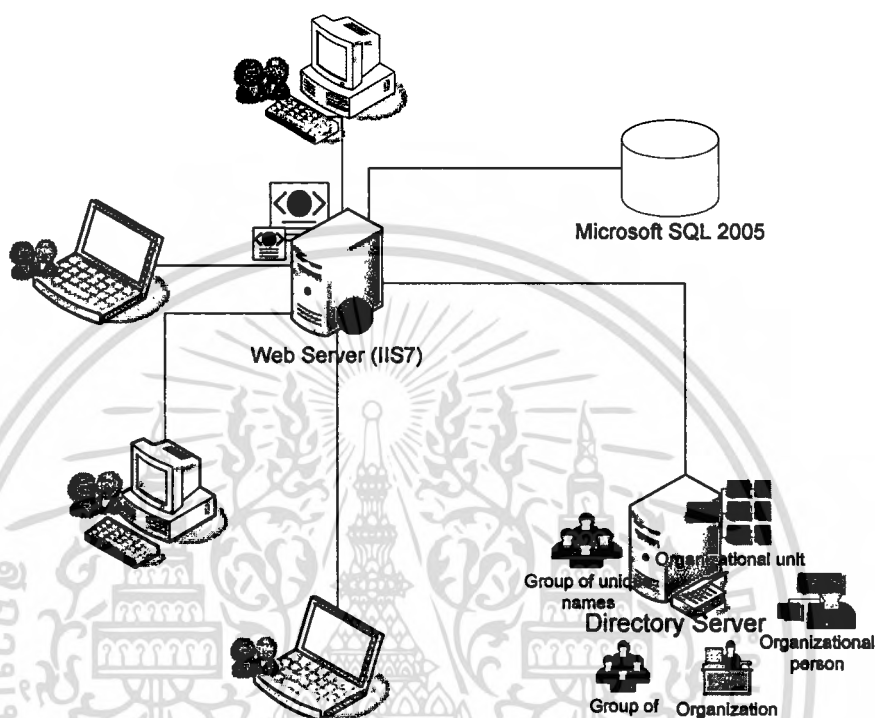 Microsoft SQL 2005
Web Server (IIS7)
Organizational unit
Group of unique
names
Directory Server
Organizational
person
Group of
Organization